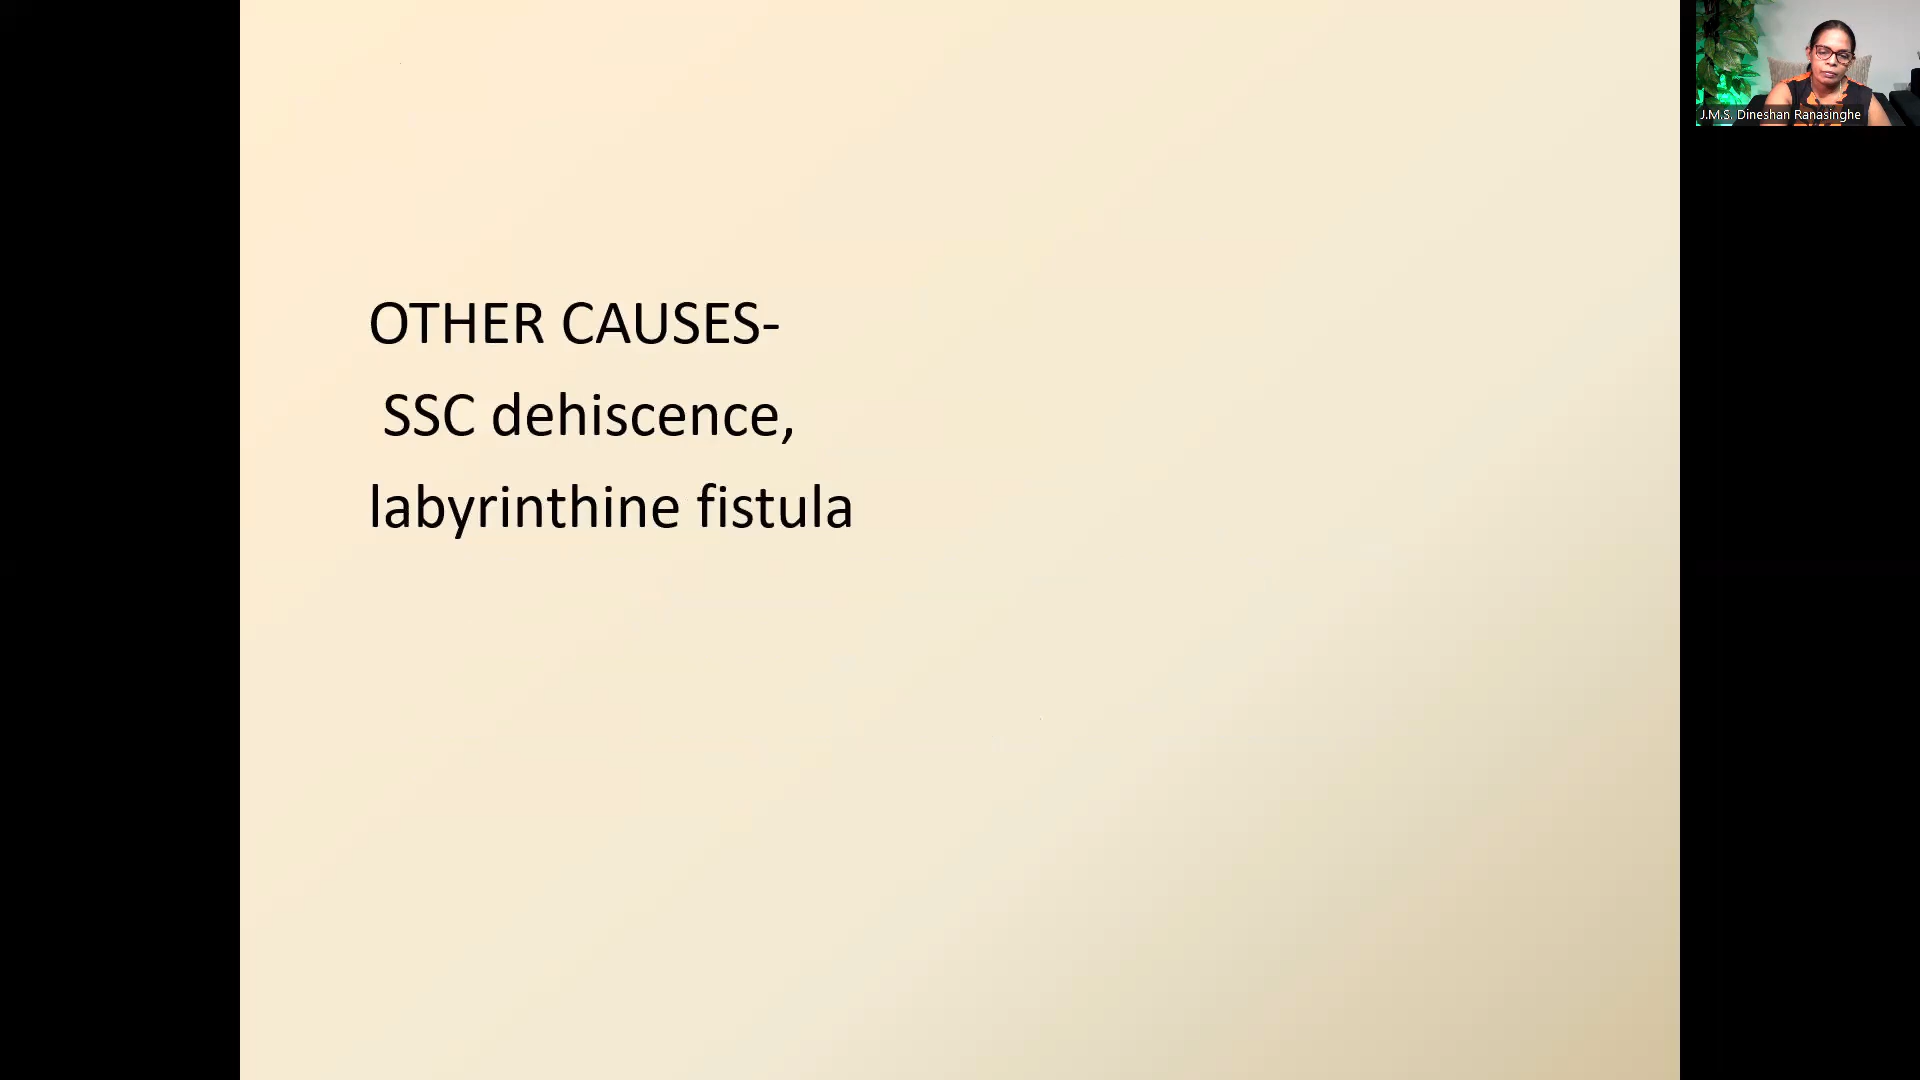 OTHER CAUSES-
SSC dehiscence,
labyrinthine fistula
J.M.S. Dineshan Ranasinghe